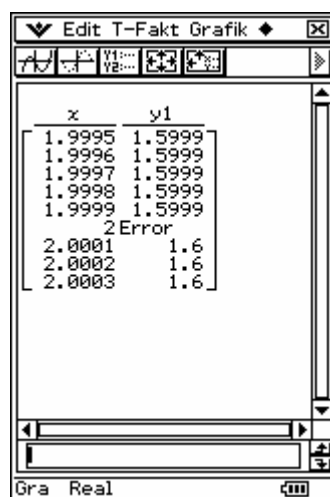 Edit T-Fakt Grafik ◆
Y1:
Y2:
x y1
1.9995 1.5999
1.9996 1.5999
1.9997 1.5999
1.9998 1.5999
1.9999 1.5999
2 Error
2.0001 1.6
2.0002 1.6
2.0003 1.6
Gra Real